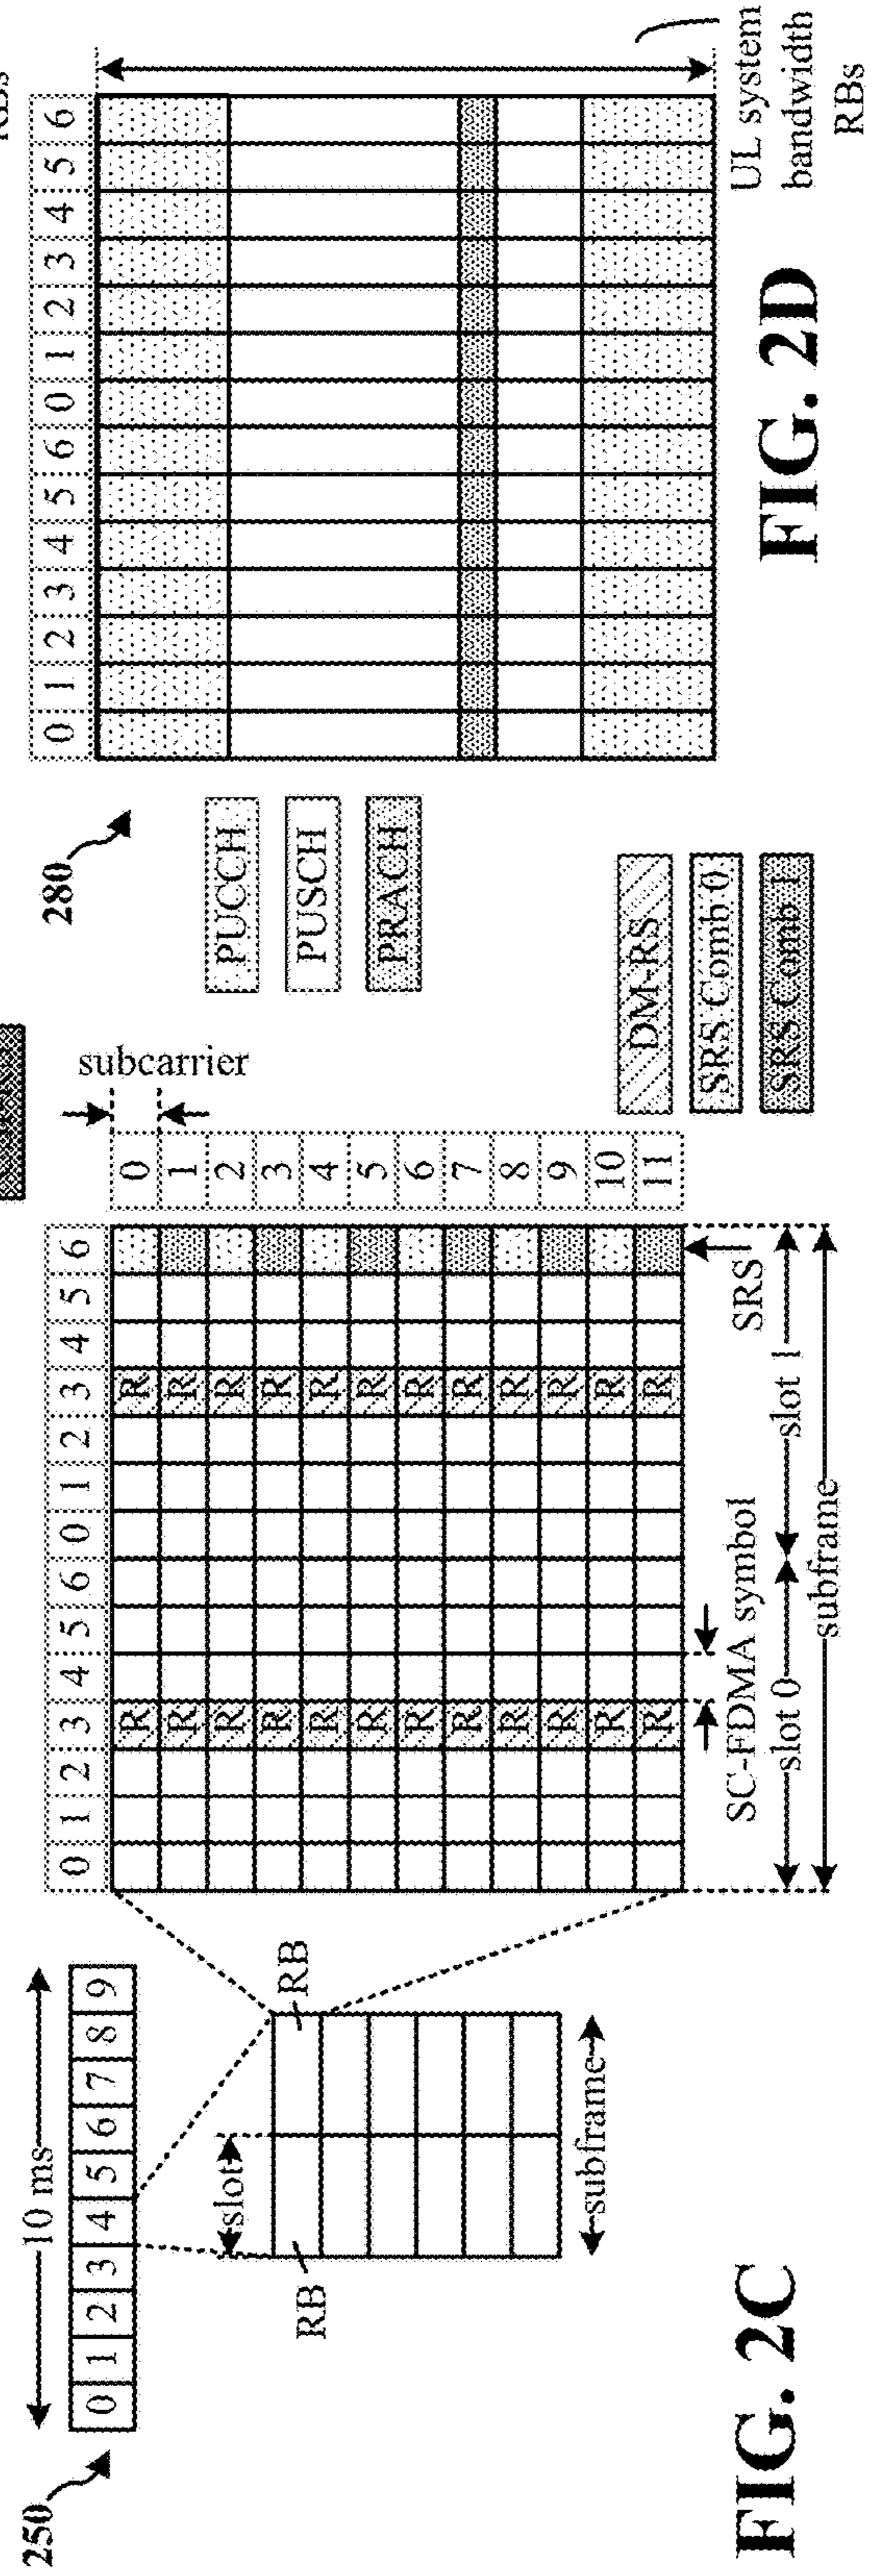 250
10 ms
0 1 2 3 4 5 6 7 8 9
slot
RB
RB
subframe
FIG. 2C
0 1 2 3 4 5 6 0 1 2 3 4 5 6
R R
R R
R R
R R
R R
R R
R R
R R
R R
R R
R R
R R
subcarrier
0
1
2
3
4
5
6
7
8
9
10
11
SC-FDMA symbol
SRS
slot 0
slot 1
subframe
DM-RS
SRS Comb 0
SRS Comb 1
280
PUCCH
PUSCH
PRACH
0 1 2 3 4 5 6 0 1 2 3 4 5 6
UL system
bandwidth
RBs
FIG. 2D